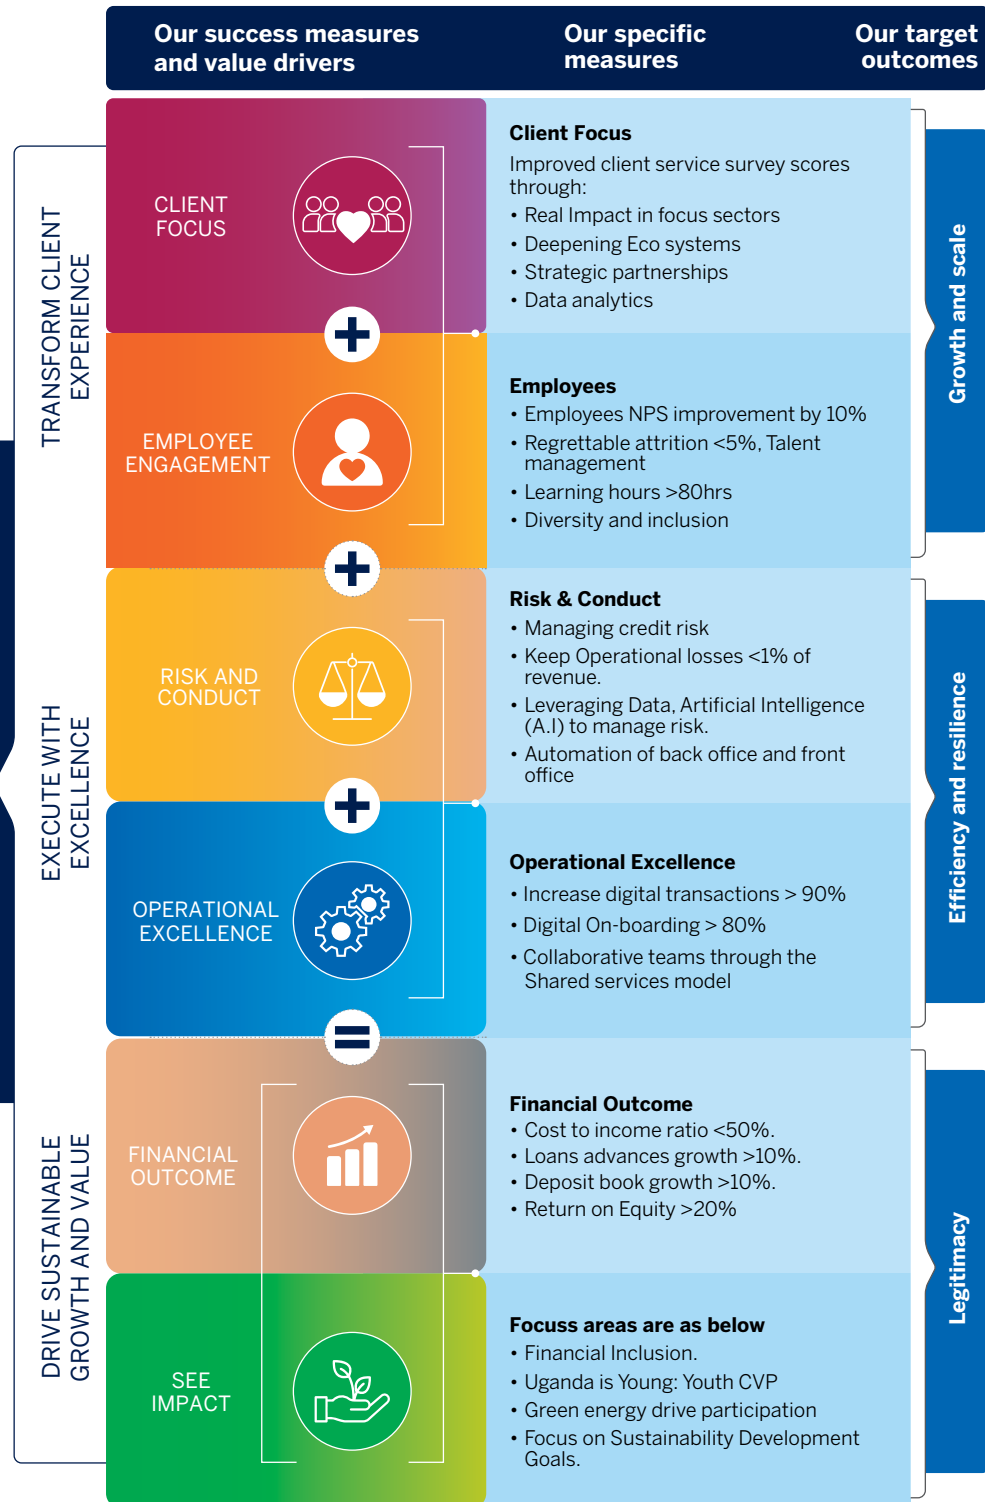 Our success measures
and value drivers
Our specific
measures
Our target
outcomes
TRANSFORM CLIENT
EXPERIENCE
CLIENT
FOCUS
Client Focus
Improved client service survey scores
through:
• Real Impact in focus sectors
• Deepening Eco systems
• Strategic partnerships
• Data analytics
Growth and scale
EMPLOYEE
ENGAGEMENT
Employees
• Employees NPS improvement by 10%
• Regrettable attrition <5%, Talent
management
• Learning hours >80hrs
• Diversity and inclusion
EXECUTE WITH
EXCELLENCE
RISK AND
CONDUCT
Risk & Conduct
• Managing credit risk
• Keep Operational losses <1% of
revenue.
• Leveraging Data, Artificial Intelligence
(A.I) to manage risk.
• Automation of back office and front
office
Efficiency and resilience
OPERATIONAL
EXCELLENCE
Operational Excellence
• Increase digital transactions > 90%
• Digital On-boarding > 80%
• Collaborative teams through the
Shared services model
DRIVE SUSTAINABLE
GROWTH AND VALUE
FINANCIAL
OUTCOME
Financial Outcome
• Cost to income ratio <50%.
• Loans advances growth >10%.
• Deposit book growth >10%.
• Return on Equity >20%
Legitimacy
SEE
IMPACT
Focuss areas are as below
• Financial Inclusion.
• Uganda is Young: Youth CVP
• Green energy drive participation
• Focus on Sustainability Development
Goals.